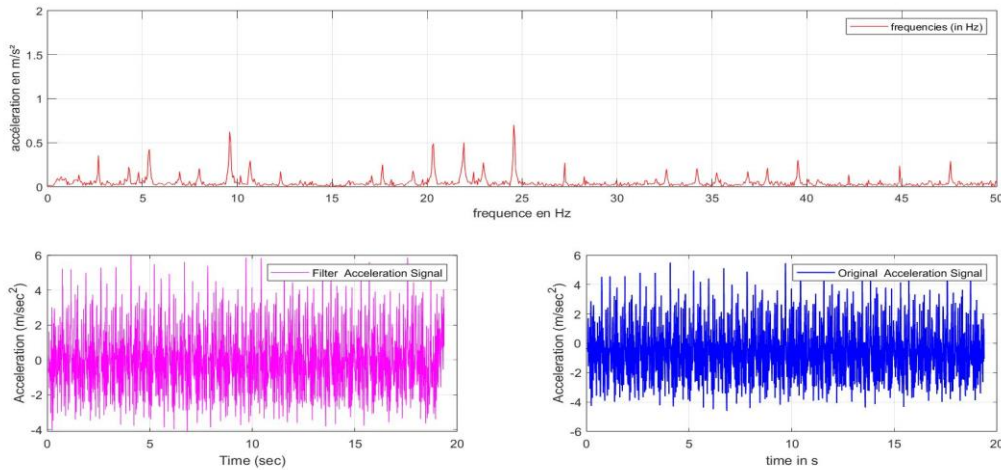 2
1.5
1
0.5
0
accéleration en m/s²
frequencies (in Hz)
0 5 10 15 20 25 30 35 40 45 50
frequence en Hz
6
4
2
0
-2
-4
Acceleration (m/sec²)
Filter Acceleration Signal
0 5 10 15 20
Time (sec)
6
4
2
0
-2
-4
-6
Acceleration (m/sec²)
Original Acceleration Signal
0 5 10 15 20
time in s